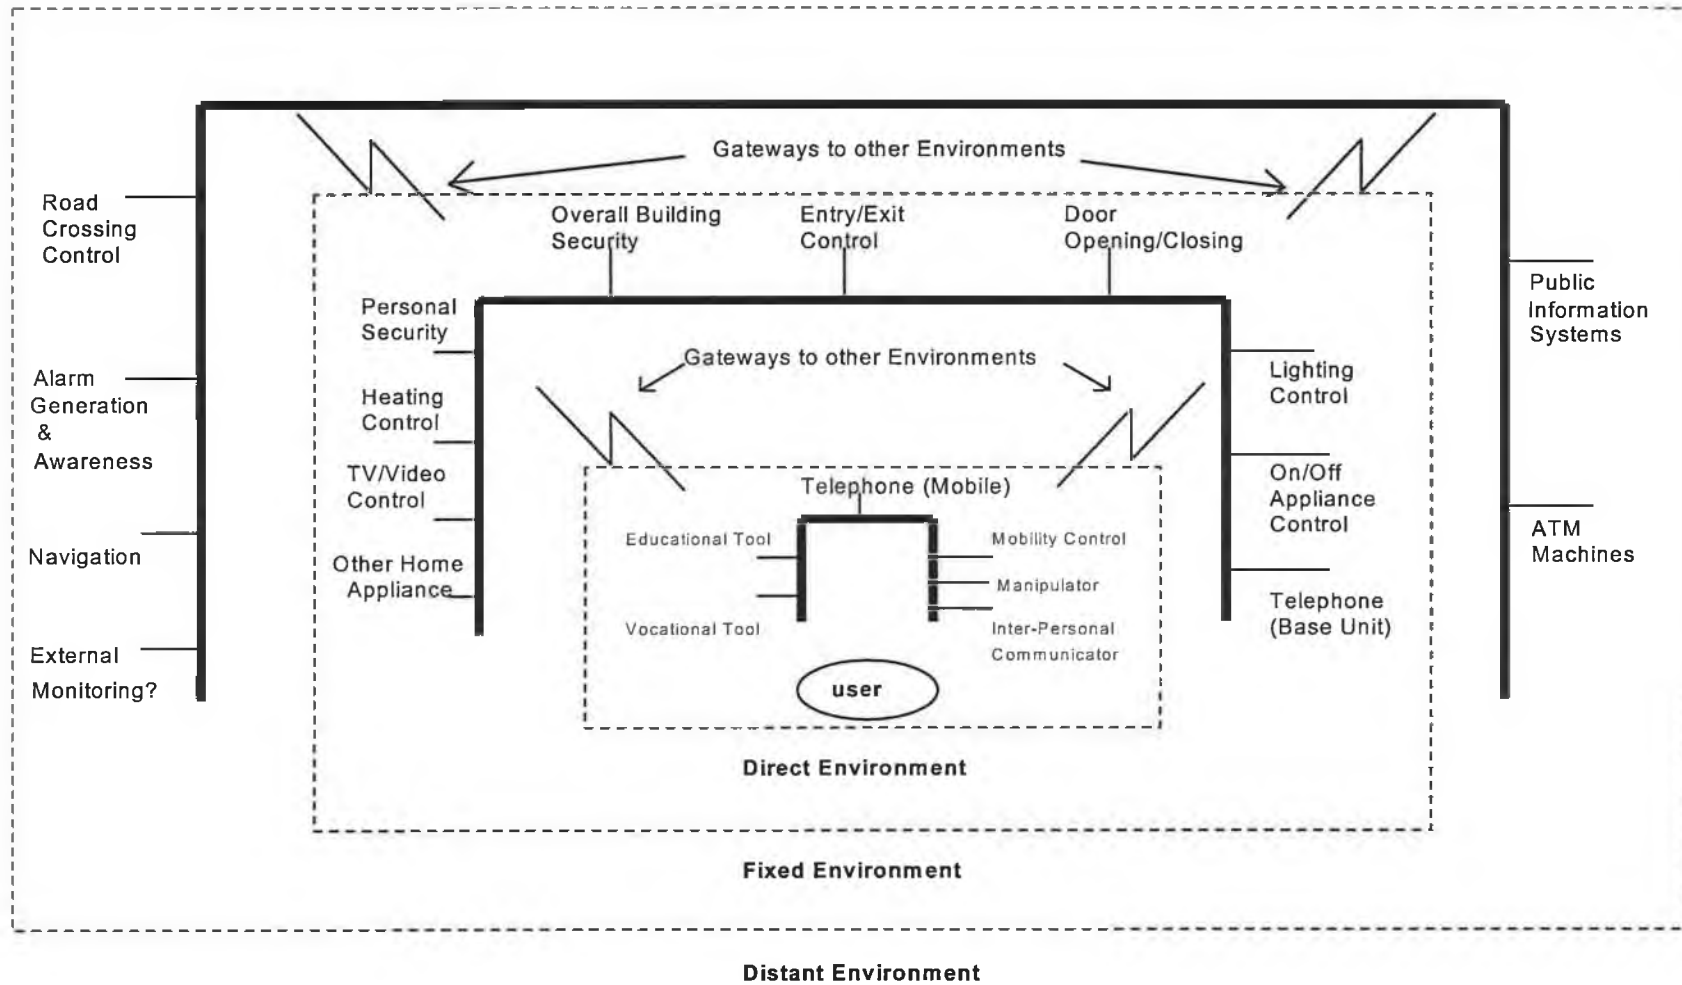 Gateways to other Environments
Road
Crossing
Control
Overall Building
Security
Entry/Exit
Control
Door
Opening/Closing
Public
Information
Systems
Personal
Security
Gateways to other Environments
Lighting
Control
Alarm
Generation
&
Awareness
Heating
Control
TV/Video
Control
Telephone (Mobile)
On/Off
Appliance
Control
ATM
Machines
Educational Tool
Mobility Control
Navigation
Other Home
Appliance
Manipulator
Telephone
(Base Unit)
Vocational Tool
Inter-Personal
Communicator
External
Monitoring?
user
Direct Environment
Fixed Environment
Distant Environment